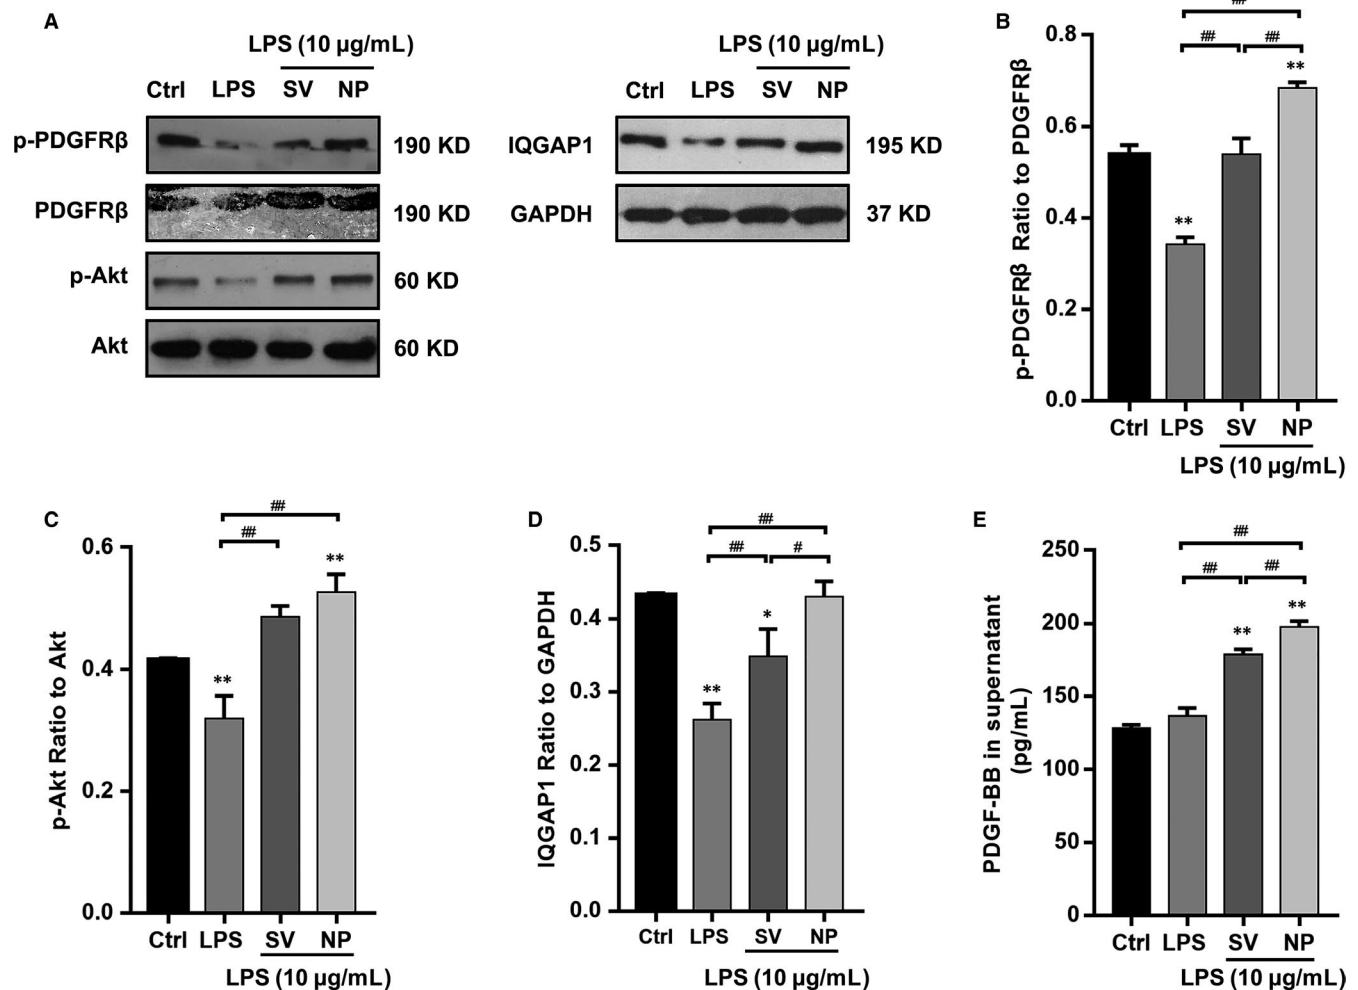 A
LPS (10 µg/mL)
Ctrl LPS SV NP
p-PDGFRβ 190 KD
PDGFRβ 190 KD
p-Akt 60 KD
Akt 60 KD
LPS (10 µg/mL)
Ctrl LPS SV NP
IQGAP1 195 KD
GAPDH 37 KD
B
p-PDGFRβ Ratio to PDGFRβ
0.8
0.6
0.4
0.2
0.0
##
## ##
**
**
Ctrl LPS SV NP
LPS (10 µg/mL)
C
p-Akt Ratio to Akt
0.6
0.4
0.2
0.0
##
##
**
**
Ctrl LPS SV NP
LPS (10 µg/mL)
D
IQGAP1 Ratio to GAPDH
0.5
0.4
0.3
0.2
0.1
0.0
##
## #
*
**
Ctrl LPS SV NP
LPS (10 µg/mL)
E
PDGF-BB in supernatant
(pg/mL)
250
200
150
100
50
0
##
## ##
**
**
Ctrl LPS SV NP
LPS (10 µg/mL)